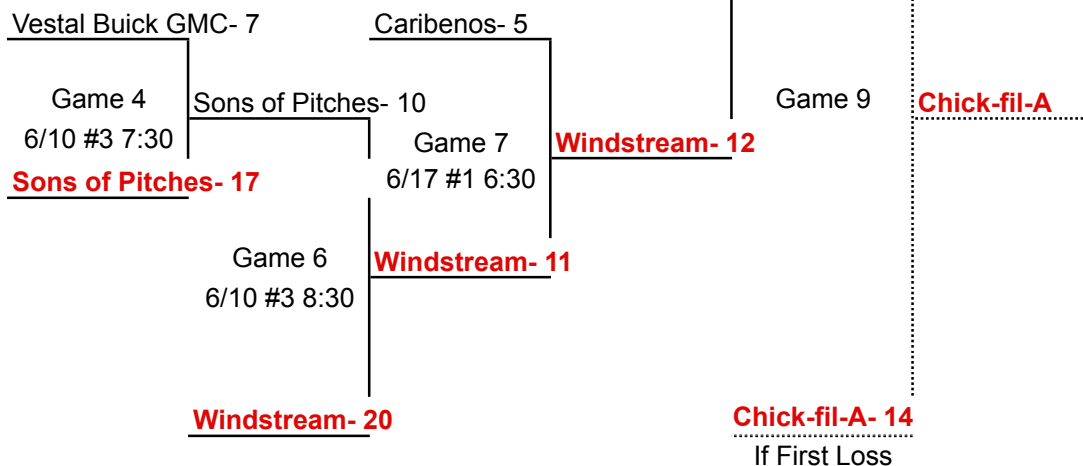 Vestal Buick GMC- 7
Caribenos- 5
Game 4
6/10 #3 7:30
Sons of Pitches- 10
Game 9
Chick-fil-A
Game 7
6/17 #1 6:30
Windstream- 12
Sons of Pitches- 17
Game 6
6/10 #3 8:30
Windstream- 11
Windstream- 20
Chick-fil-A- 14
If First Loss